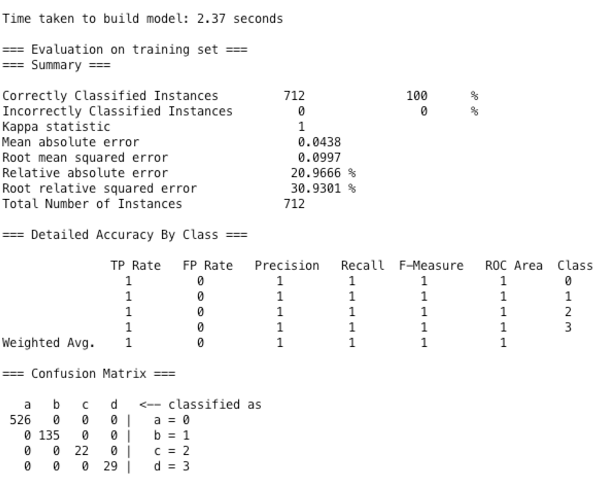 Time taken to build model: 2.37 seconds
=== Evaluation on training set ===
=== Summary ===
Correctly Classified Instances 712 100 %
Incorrectly Classified Instances 0 0 %
Kappa statistic 1
Mean absolute error 0.0438
Root mean squared error 0.0997
Relative absolute error 20.9666 %
Root relative squared error 30.9301 %
Total Number of Instances 712
=== Detailed Accuracy By Class ===
TP Rate FP Rate Precision Recall F-Measure ROC Area Class
1 0 1 1 1 1 0
1 0 1 1 1 1 1
1 0 1 1 1 1 2
1 0 1 1 1 1 3
Weighted Avg. 1 0 1 1 1 1
=== Confusion Matrix ===
a b c d <-- classified as
526 0 0 0 | a = 0
0 135 0 0 | b = 1
0 0 22 0 | c = 2
0 0 0 29 | d = 3